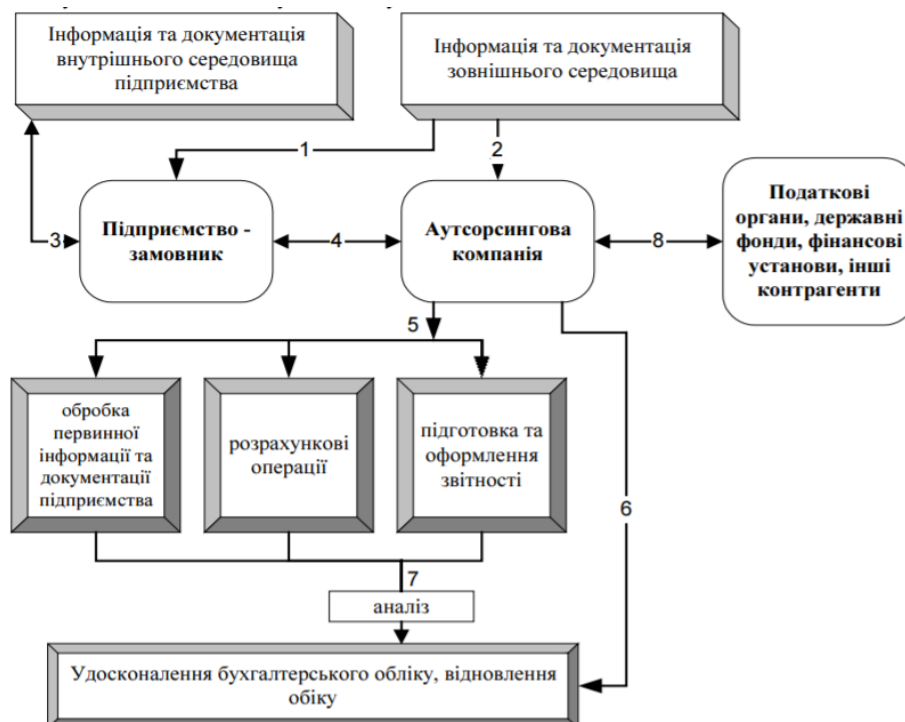 Інформація та документація
внутрішнього середовища
підприємства
Інформація та документація
зовнішнього середовища
1
2
3
Підприємство -
замовник
4
Аутсорсингова
компанія
8
Податкові
органи, державні
фонди, фінансові
установи, інші
контрагенти
5
обробка
первинної
інформації та
документації
підприємства
розрахункові
операції
підготовка та
оформлення
звітності
6
7
аналіз
Удосконалення бухгалтерського обліку, відновлення
обіку